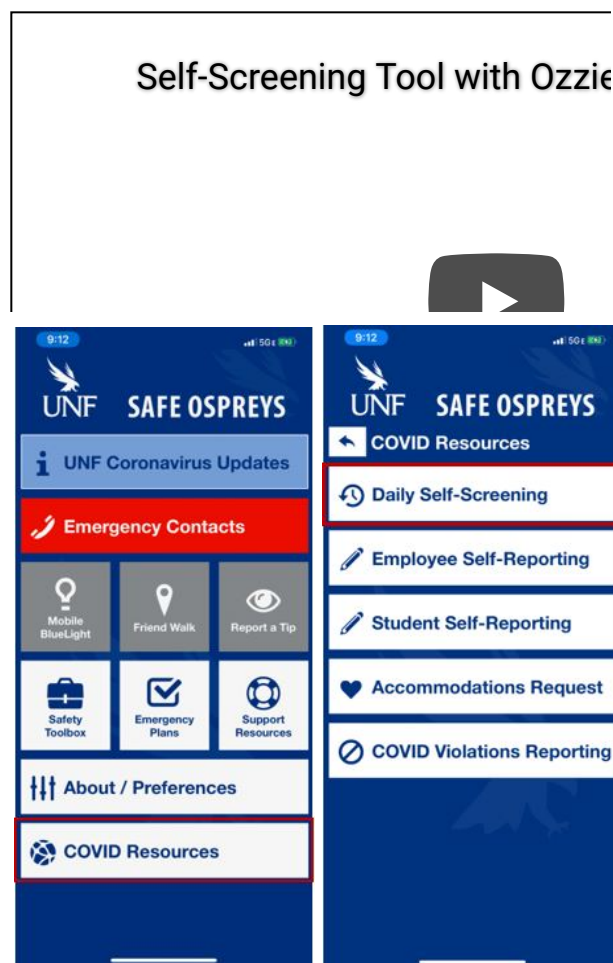 Self-Screening Tool with Ozzie
9:12
5GE
UNF SAFE OSPREYS
UNF Coronavirus Updates
Emergency Contacts
Mobile
BlueLight
Friend Walk
Report a Tip
Safety
Toolbox
Emergency
Plans
Support
Resources
About / Preferences
COVID Resources
9:12
5GE
UNF SAFE OSPREYS
COVID Resources
Daily Self-Screening
Employee Self-Reporting
Student Self-Reporting
Accommodations Request
COVID Violations Reporting